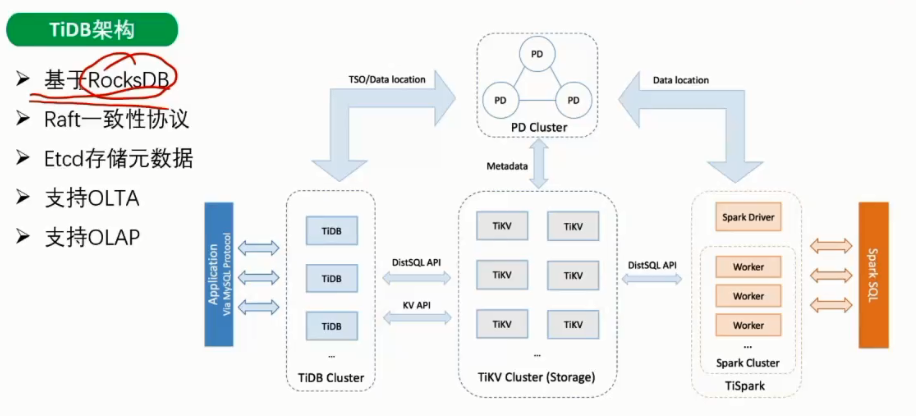 TiDB架构
基于RocksDB
Raft一致性协议
Etcd存储元数据
支持OLTA
支持OLAP
TSO/Data location
PD
PD
PD
PD Cluster
Data location
Metadata
Application
Via MySQL Protocol
TiDB
TiDB
TiDB
...
TiDB Cluster
DistSQL API
KV API
TiKV
TiKV
TiKV
TiKV
TiKV
TiKV
...
TiKV Cluster (Storage)
DistSQL API
Spark Driver
Worker
Worker
Worker
...
Spark Cluster
TiSpark
Spark SQL